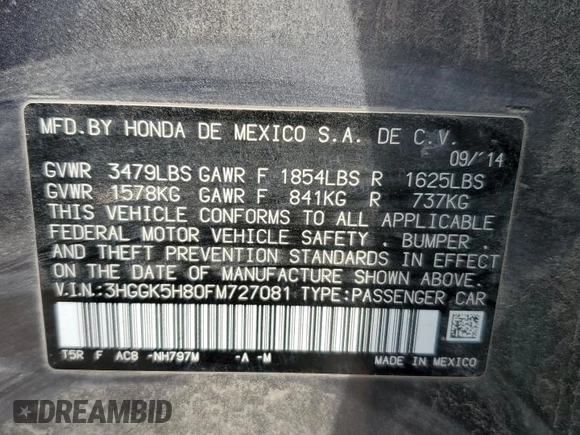 MFD.BY HONDA DE MEXICO S.A. DE C.V.
09/'14
GVWR 3479LBS GAWR F 1854LBS R 1625LBS
GVWR 1578KG GAWR F 841KG R 737KG
THIS VEHICLE CONFORMS TO ALL APPLICABLE
FEDERAL MOTOR VEHICLE SAFETY , BUMPER ,
AND THEFT PREVENTION STANDARDS IN EFFECT
ON THE DATE OF MANUFACTURE SHOWN ABOVE.
V.I.N.:3HGGK5H80FM727081 TYPE:PASSENGER CAR
T5R F AC8 -NH797M -A -M MADE IN MEXICO
DREAMBID